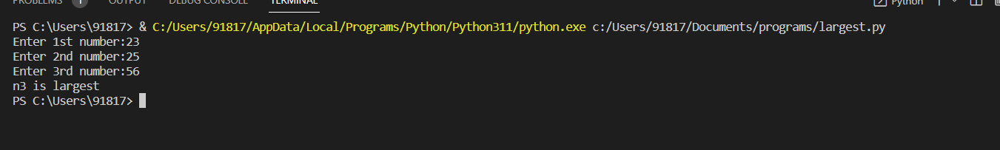 PROBLEMS 1 OUTPUT DEBUG CONSOLE TERMINAL Python
PS C:\Users\91817> & C:/Users/91817/AppData/Local/Programs/Python/Python311/python.exe c:/Users/91817/Documents/programs/largest.py
Enter 1st number:23
Enter 2nd number:25
Enter 3rd number:56
n3 is largest
PS C:\Users\91817>